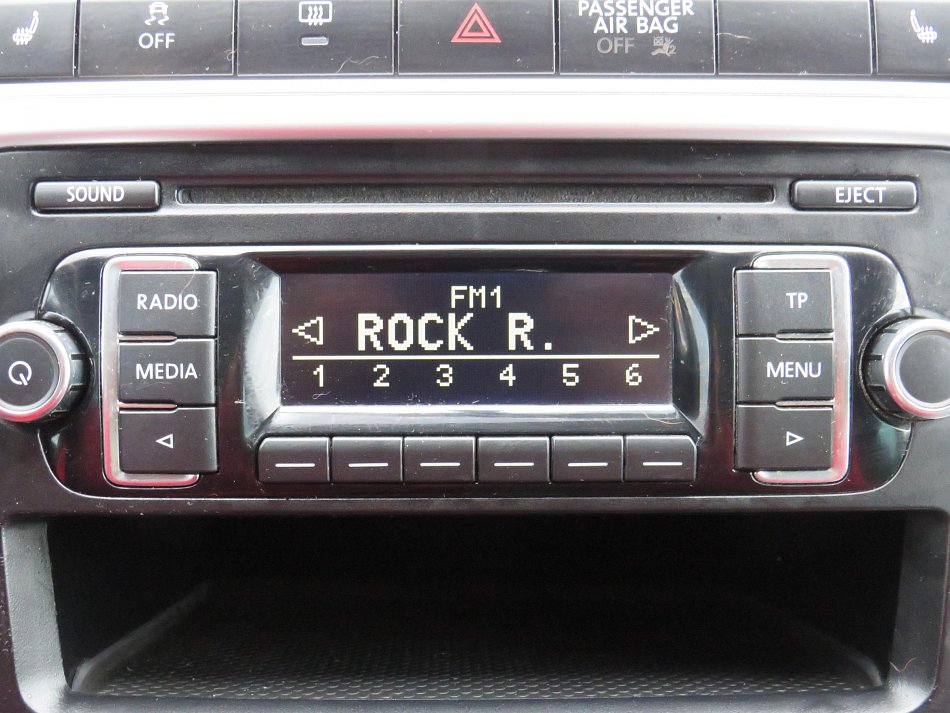 OFF
PASSENGER
AIR BAG
OFF
SOUND
EJECT
RADIO
MEDIA
FM1
ROCK R.
1 2 3 4 5 6
TP
MENU